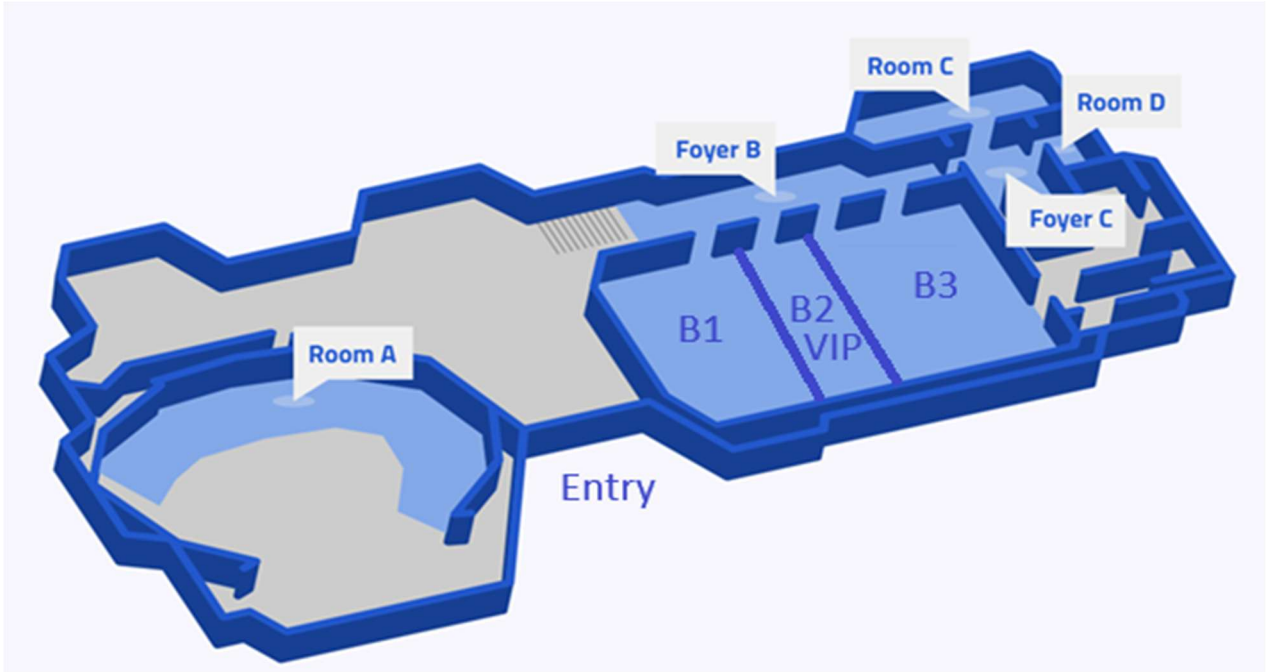 Room C
Room D
Foyer B
Foyer C
B3
B2
VIP
B1
Room A
Entry